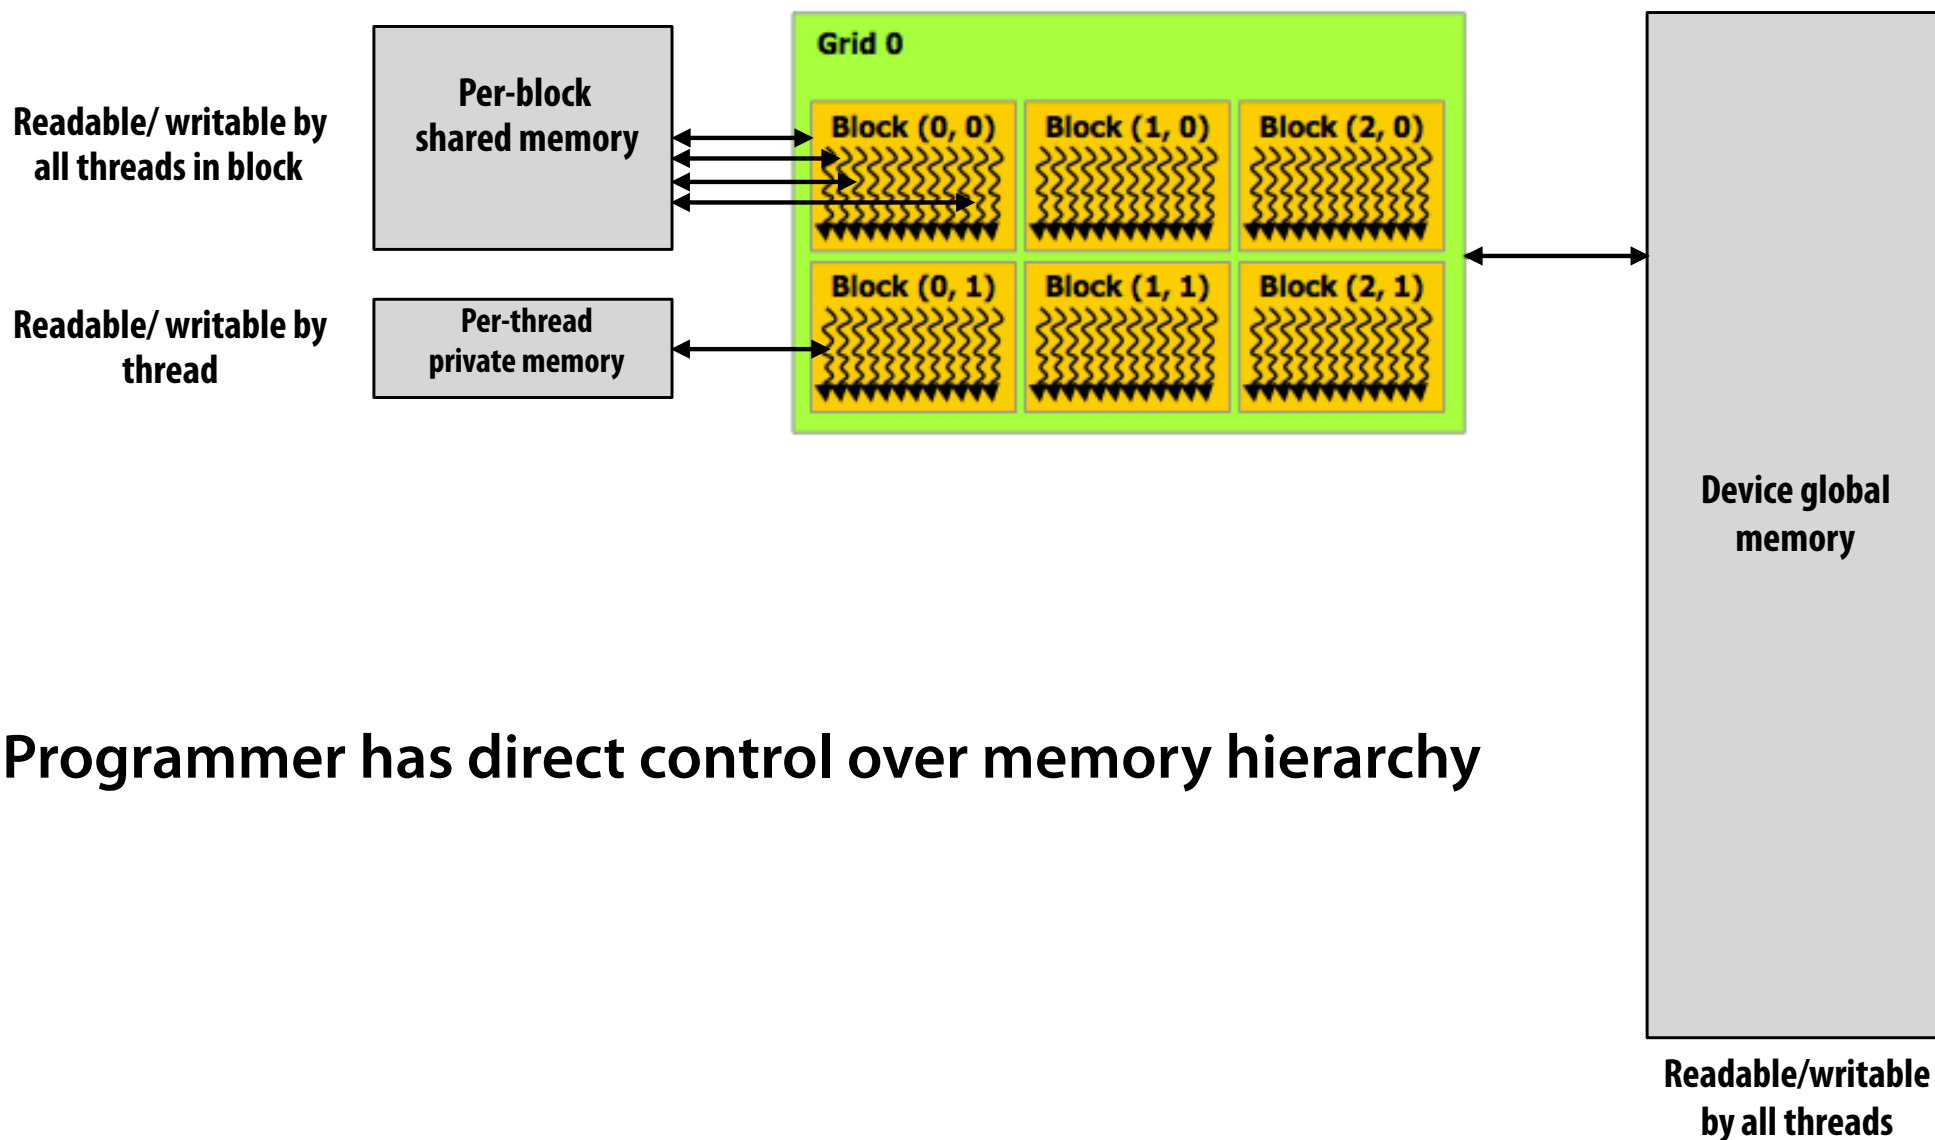 Readable/ writable by
all threads in block
Per-block
shared memory
Grid 0
Block (0, 0)
Block (1, 0)
Block (2, 0)
Readable/ writable by
thread
Per-thread
private memory
Block (0, 1)
Block (1, 1)
Block (2, 1)
Device global
memory
Programmer has direct control over memory hierarchy
Readable/writable
by all threads